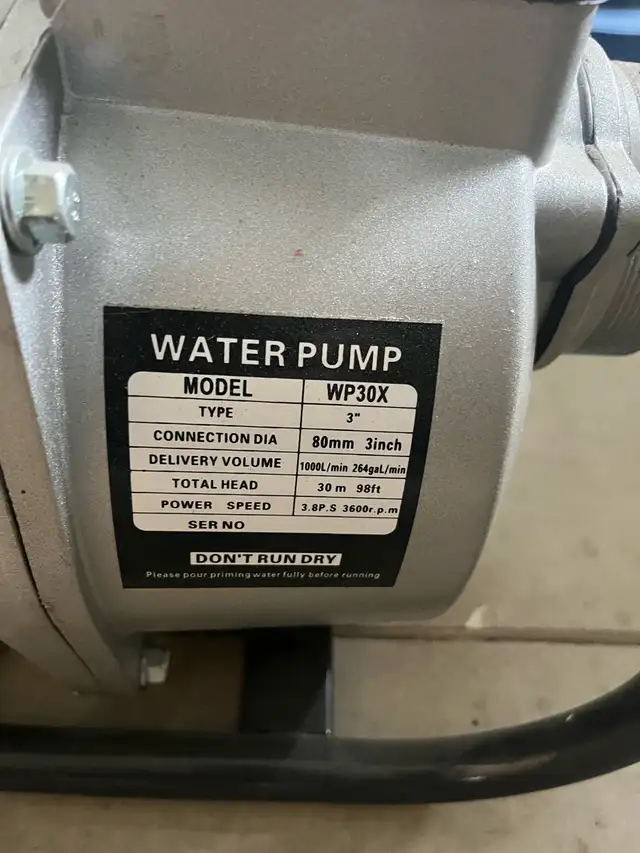 WATER PUMP
MODEL WP30X
TYPE 3"
CONNECTION DIA 80mm 3inch
DELIVERY VOLUME 1000L/min 264gaL/min
TOTAL HEAD 30 m 98ft
POWER SPEED 3.8P.S 3600r.p.m
SER NO
DON'T RUN DRY
Please pour priming water fully before running